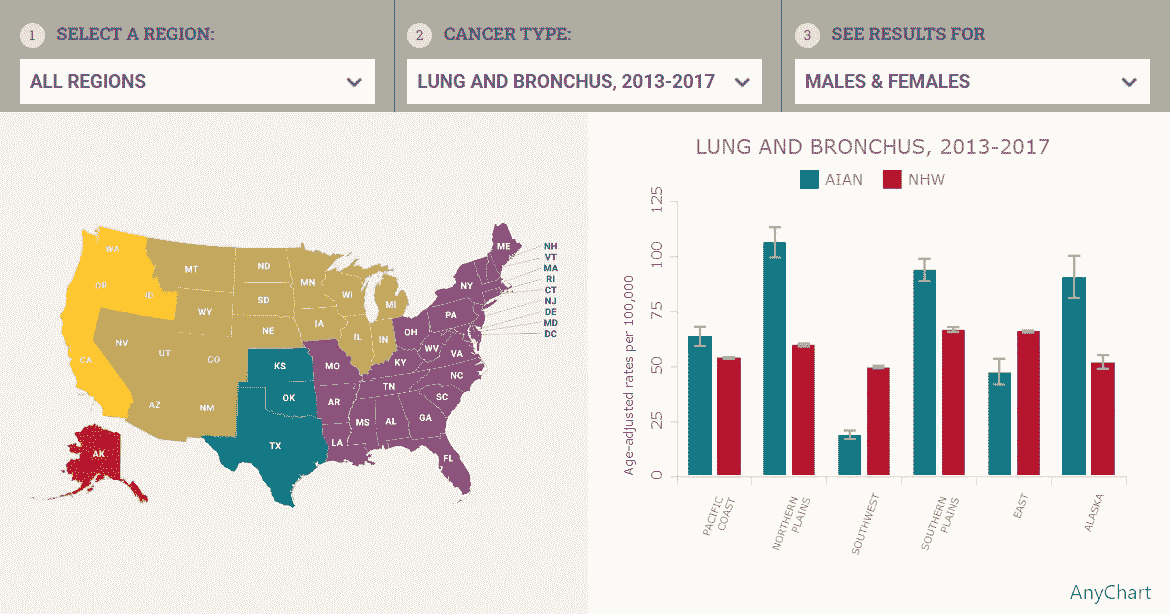 1 SELECT A REGION:
ALL REGIONS
2 CANCER TYPE:
LUNG AND BRONCHUS, 2013-2017
3 SEE RESULTS FOR
MALES & FEMALES
WA
OR
ID
CA
NV
MT
WY
UT
CO
AZ
NM
ND
SD
NE
MN
IA
WI
IL
MI
IN
KS
OK
TX
MO
AR
LA
MS
AL
TN
KY
OH
WV
VA
NC
SC
GA
FL
PA
NY
ME
NH
VT
MA
RI
CT
NJ
DE
MD
DC
AK
LUNG AND BRONCHUS, 2013-2017
AIAN NHW
Age-adjusted rates per 100,000
125
100
75
50
25
0
PACIFIC
COAST
NORTHERN
PLAINS
SOUTHWEST
SOUTHERN
PLAINS
EAST
ALASKA
AnyChart